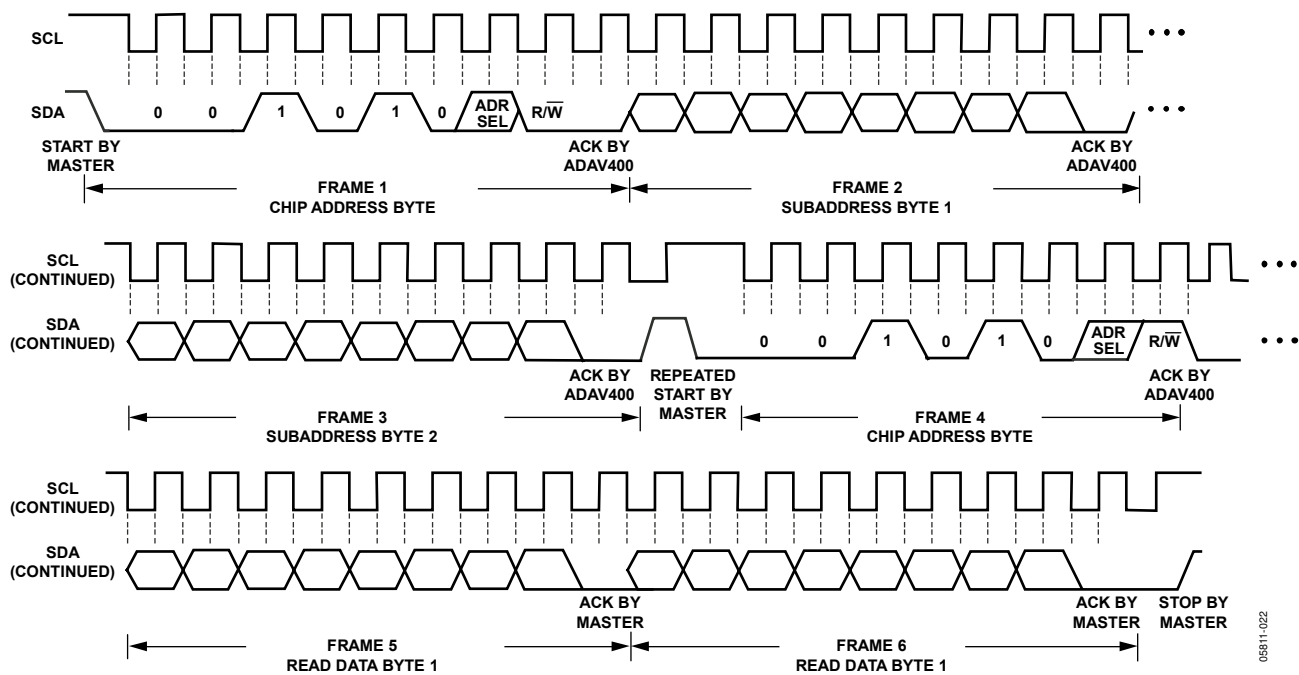 SCL
SDA
0 0 1 0 1 0 ADR SEL R/W̅
START BY MASTER
ACK BY ADAV400
ACK BY ADAV400
FRAME 1
CHIP ADDRESS BYTE
FRAME 2
SUBADDRESS BYTE 1
SCL
(CONTINUED)
SDA
(CONTINUED)
0 0 1 0 1 0 ADR SEL R/W̅
ACK BY ADAV400
REPEATED START BY MASTER
ACK BY ADAV400
FRAME 3
SUBADDRESS BYTE 2
FRAME 4
CHIP ADDRESS BYTE
SCL
(CONTINUED)
SDA
(CONTINUED)
ACK BY MASTER
ACK BY MASTER
STOP BY MASTER
FRAME 5
READ DATA BYTE 1
FRAME 6
READ DATA BYTE 1
05811-022